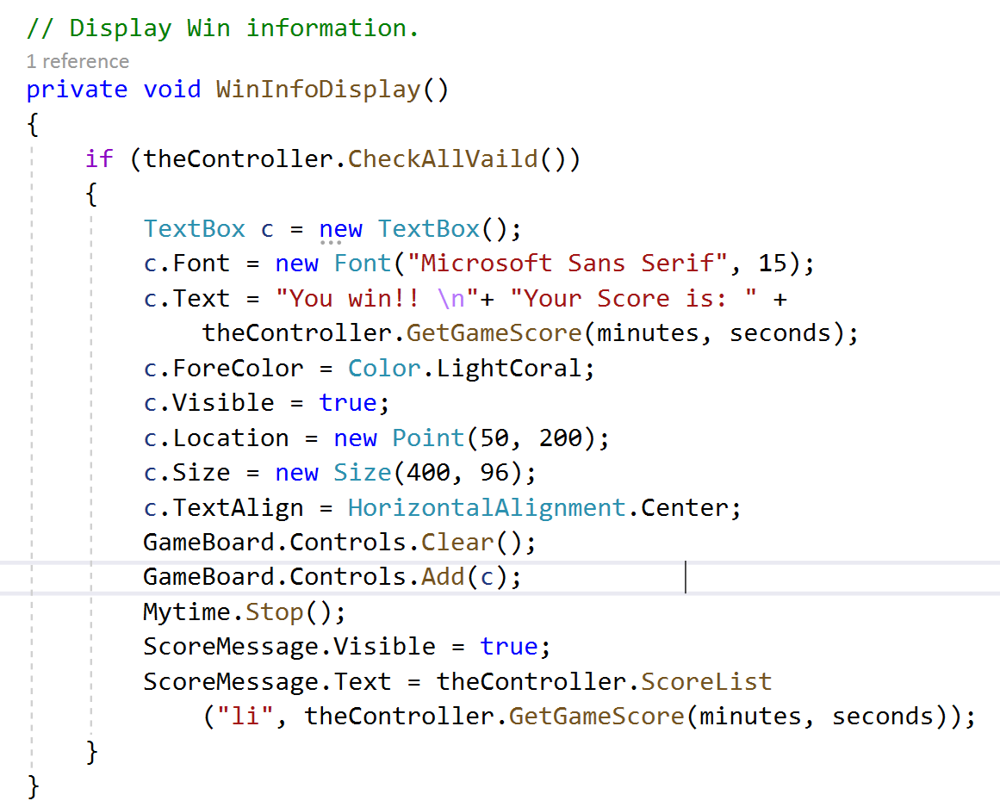 // Display Win information.
1 reference
private void WinInfoDisplay()
{
if (theController.CheckAllVaild())
{
TextBox c = new TextBox();
c.Font = new Font("Microsoft Sans Serif", 15);
c.Text = "You win!! \n"+ "Your Score is: " +
theController.GetGameScore(minutes, seconds);
c.ForeColor = Color.LightCoral;
c.Visible = true;
c.Location = new Point(50, 200);
c.Size = new Size(400, 96);
c.TextAlign = HorizontalAlignment.Center;
GameBoard.Controls.Clear();
GameBoard.Controls.Add(c);
Mytime.Stop();
ScoreMessage.Visible = true;
ScoreMessage.Text = theController.ScoreList
("li", theController.GetGameScore(minutes, seconds));
}
}